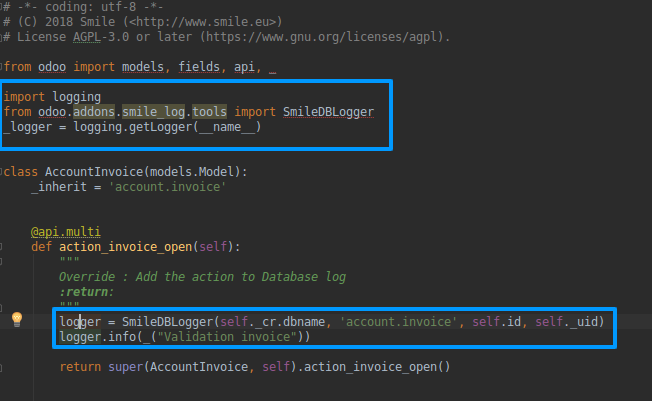 # -*- coding: utf-8 -*-
# (C) 2018 Smile (<http://www.smile.eu>)
# License AGPL-3.0 or later (https://www.gnu.org/licenses/agpl).
from odoo import models, fields, api, _
import logging
from odoo.addons.smile_log.tools import SmileDBLogger
_logger = logging.getLogger(__name__)
class AccountInvoice(models.Model):
    _inherit = 'account.invoice'
    @api.multi
    def action_invoice_open(self):
        """
        Override : Add the action to Database log
        :return:
        """
        logger = SmileDBLogger(self._cr.dbname, 'account.invoice', self.id, self._uid)
        logger.info(_("Validation invoice"))
        return super(AccountInvoice, self).action_invoice_open()